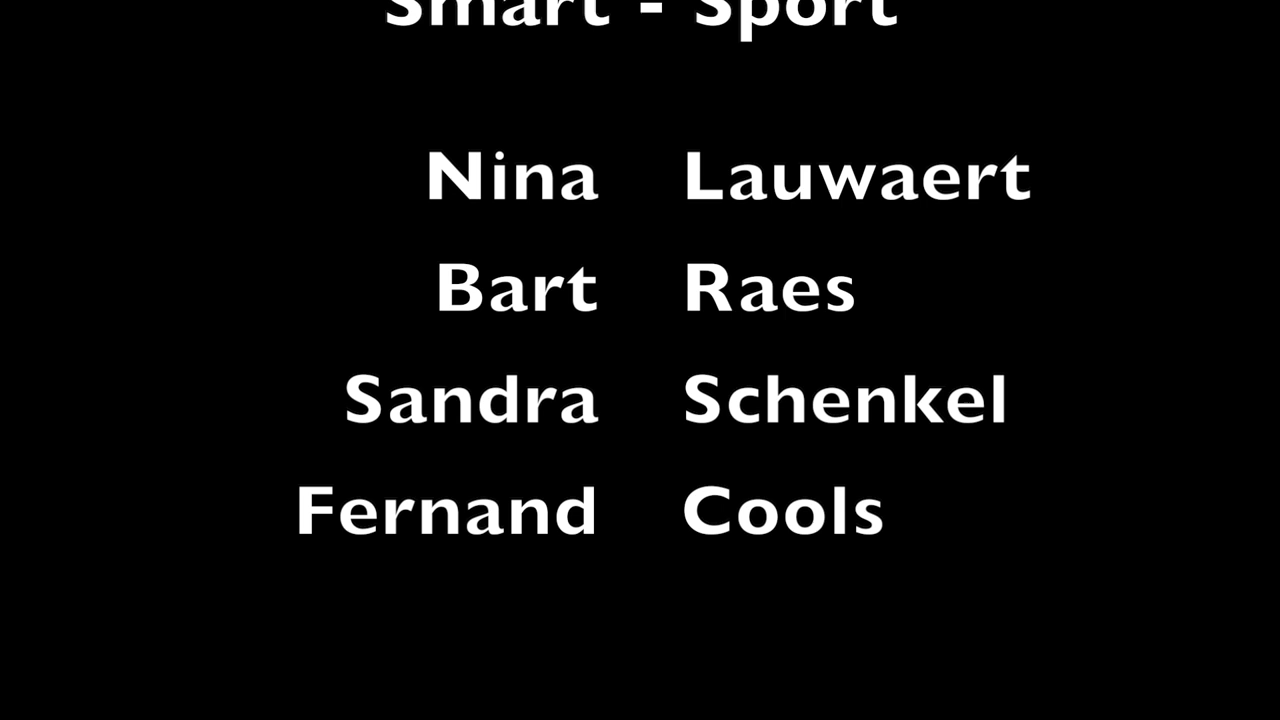 Smart - Sport
Nina Lauwaert
Bart Raes
Sandra Schenkel
Fernand Cools